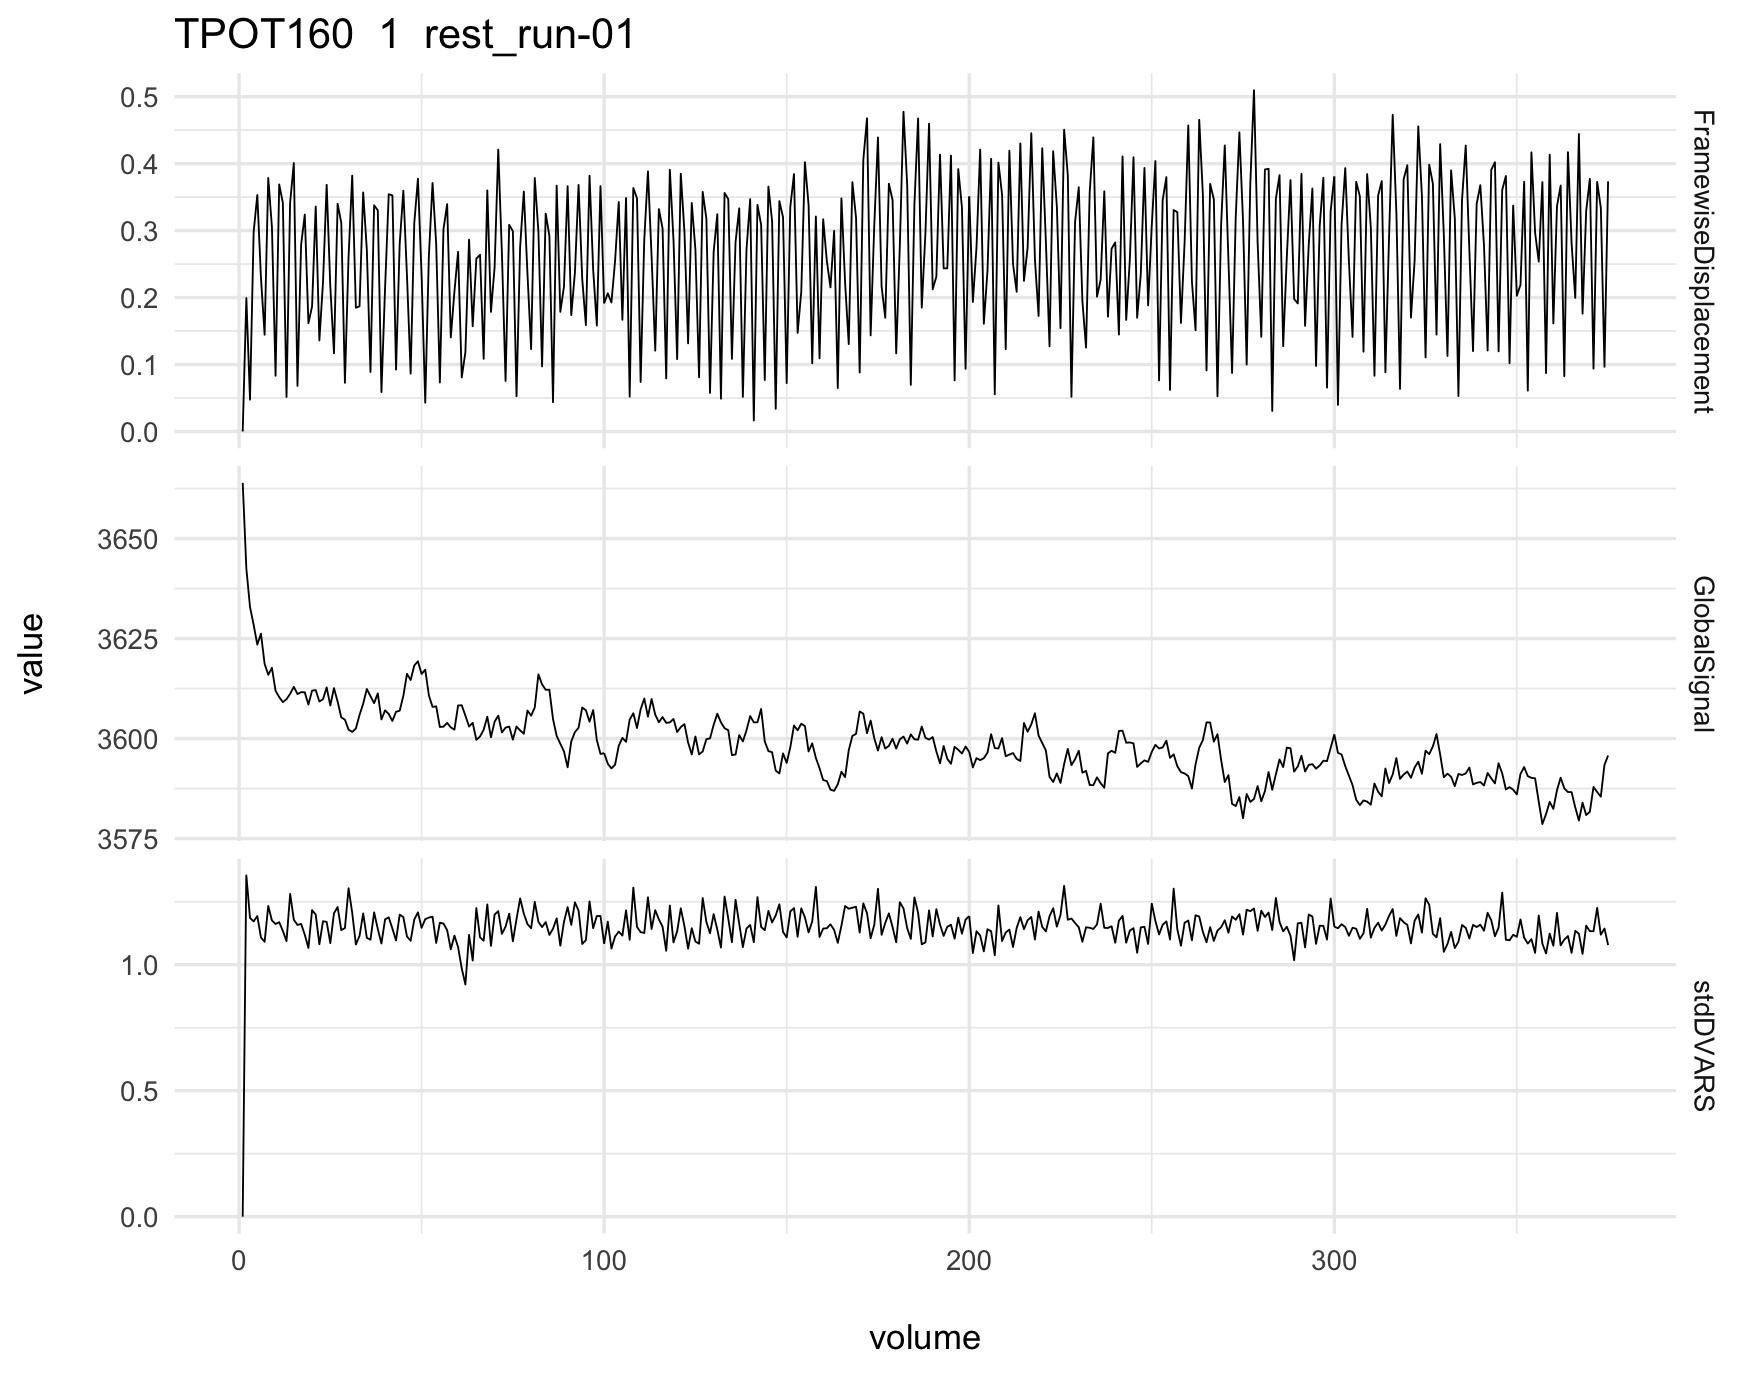 TPOT160 1 rest_run-01
0.5
0.4
0.3
0.2
0.1
0.0
FramewiseDisplacement
3650
3625
3600
3575
GlobalSignal
value
1.0
0.5
0.0
stdDVARS
0 100 200 300
volume